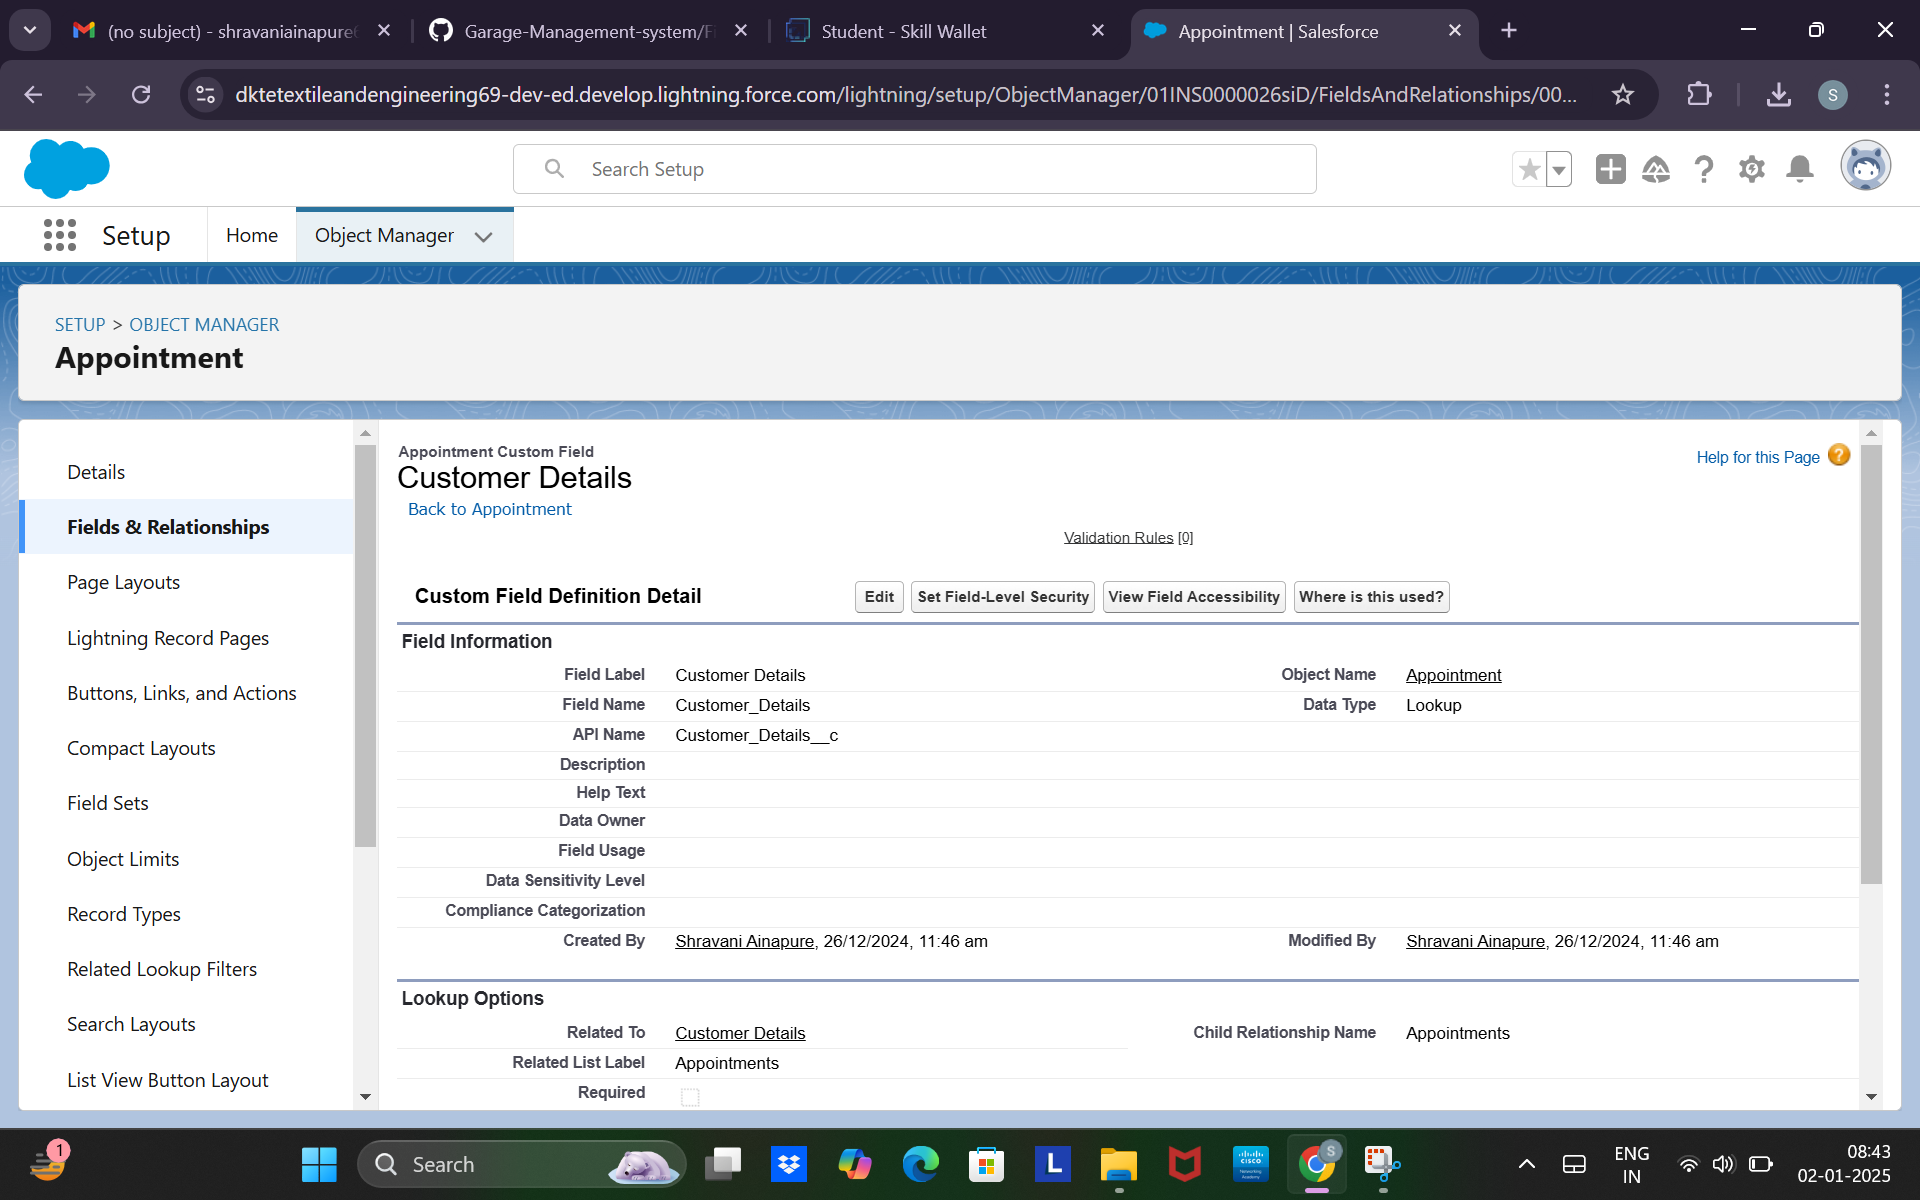 (no subject) - shravaniainapure6
Garage-Management-system/Fi
Student - Skill Wallet
Appointment | Salesforce
dktetextileandengineering69-dev-ed.develop.lightning.force.com/lightning/setup/ObjectManager/01INS0000026siD/FieldsAndRelationships/00...
S
Search Setup
Setup
Home
Object Manager
SETUP > OBJECT MANAGER
Appointment
Details
Fields & Relationships
Page Layouts
Lightning Record Pages
Buttons, Links, and Actions
Compact Layouts
Field Sets
Object Limits
Record Types
Related Lookup Filters
Search Layouts
List View Button Layout
Appointment Custom Field
Customer Details
Help for this Page
Back to Appointment
Validation Rules [0]
Custom Field Definition Detail
Edit
Set Field-Level Security
View Field Accessibility
Where is this used?
Field Information
Field Label Customer Details Object Name Appointment
Field Name Customer_Details Data Type Lookup
API Name Customer_Details__c
Description
Help Text
Data Owner
Field Usage
Data Sensitivity Level
Compliance Categorization
Created By Shravani Ainapure, 26/12/2024, 11:46 am Modified By Shravani Ainapure, 26/12/2024, 11:46 am
Lookup Options
Related To Customer Details Child Relationship Name Appointments
Related List Label Appointments
Required
1
Search
L
CISCO
S
ENG
IN
08:43
02-01-2025